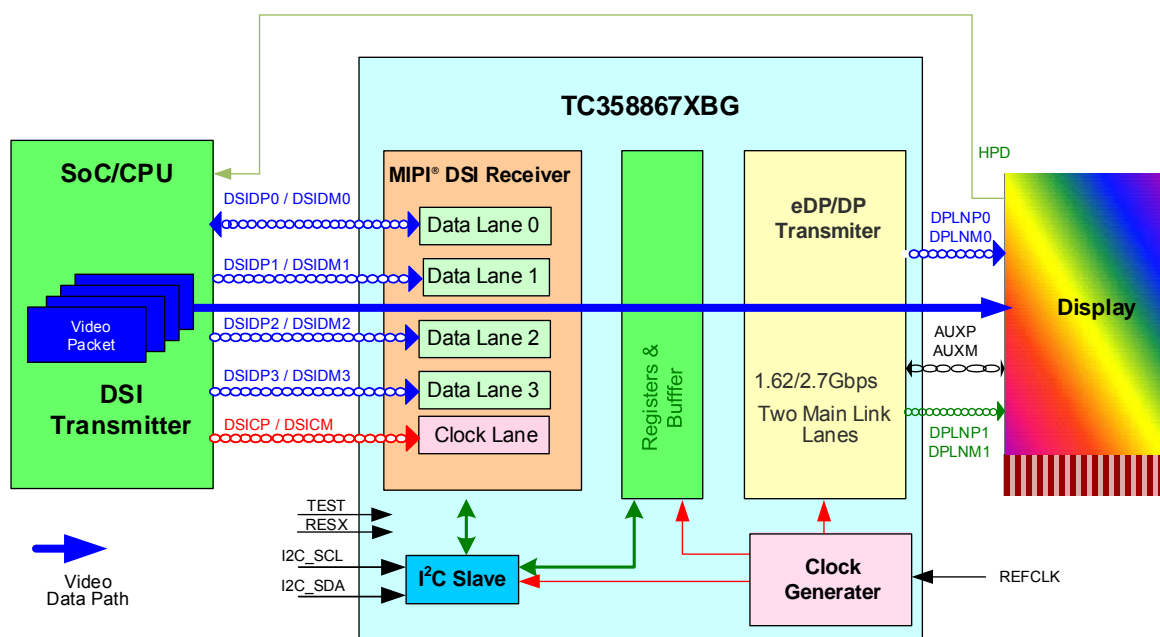 TC358867XBG
SoC/CPU
MIPI® DSI Receiver
HPD
DSIDP0 / DSIDM0
Data Lane 0
eDP/DP
Transmiter
DPLNP0
DPLNM0
DSIDP1 / DSIDM1
Data Lane 1
Video
Packet
Display
DSIDP2 / DSIDM2
Data Lane 2
Registers &
Bufffer
AUXP
AUXM
DSI
Transmitter
DSIDP3 / DSIDM3
Data Lane 3
1.62/2.7Gbps
Two Main Link
Lanes
DSICP / DSICM
Clock Lane
DPLNP1
DPLNM1
TEST
RESX
I2C_SCL
I2C_SDA
I²C Slave
Clock
Generater
REFCLK
Video
Data Path